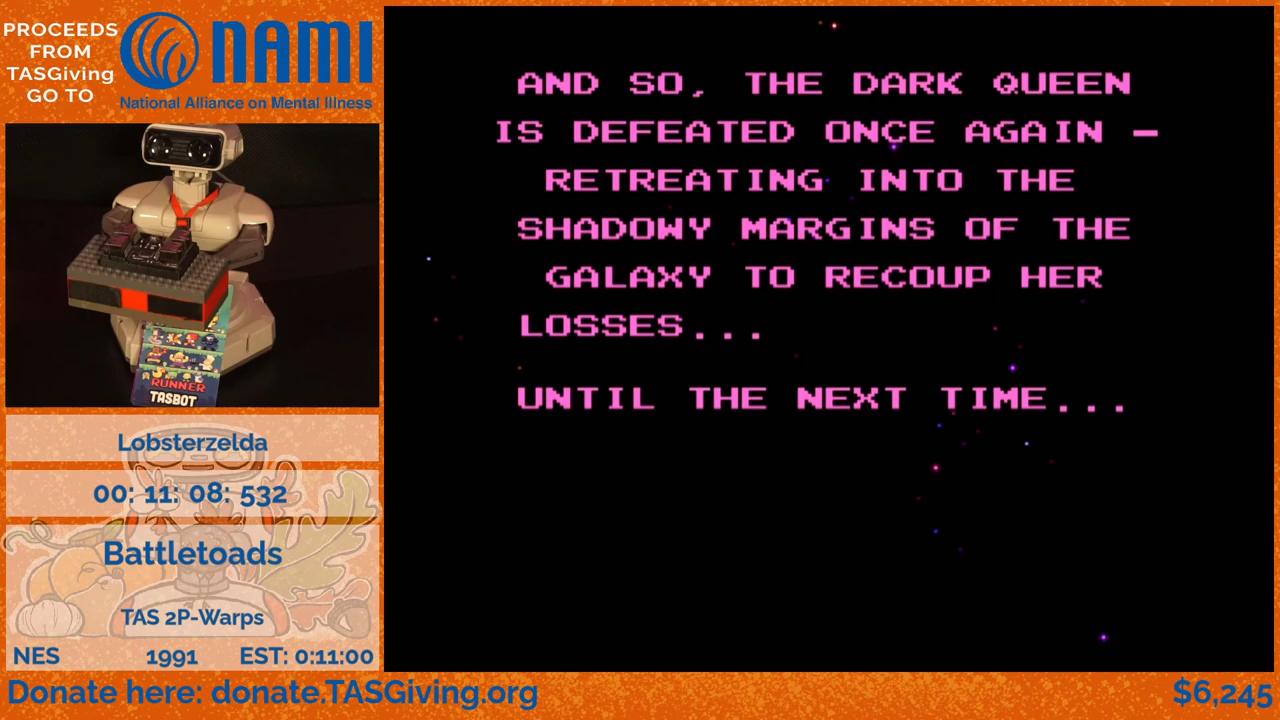 PROCEEDS
FROM
TASGiving
GO TO
NAMI
National Alliance on Mental Illness
RUNNER
TASBOT
Lobsterzelda
00: 11: 08: 532
Battletoads
TAS 2P-Warps
NES 1991 EST: 0:11:00
Donate here: donate.TASGiving.org
$6,245
AND SO, THE DARK QUEEN
IS DEFEATED ONCE AGAIN –
RETREATING INTO THE
SHADOWY MARGINS OF THE
GALAXY TO RECOUP HER
LOSSES...
UNTIL THE NEXT TIME...